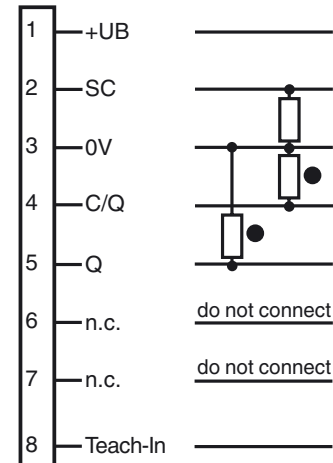 1 +UB
2 SC
3 0V
4 C/Q
5 Q
6 n.c. do not connect
7 n.c. do not connect
8 Teach-In